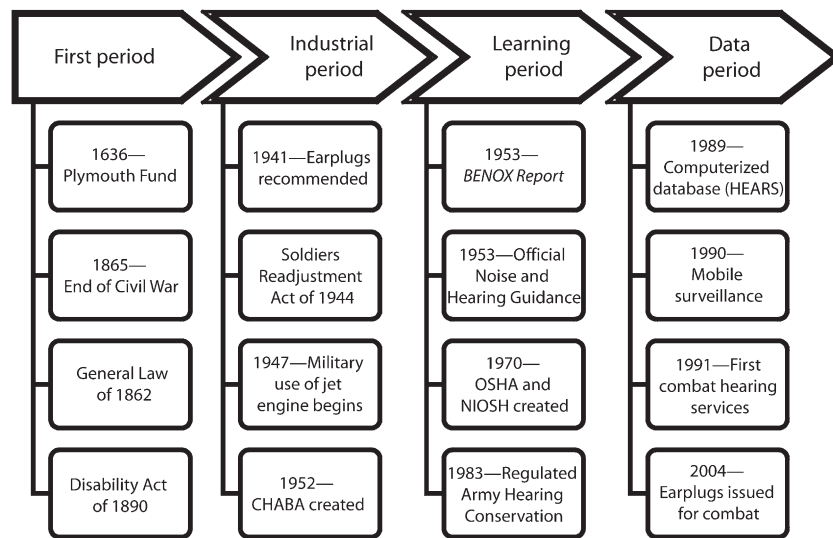 First period
1636—
Plymouth Fund
1865—
End of Civil War
General Law
of 1862
Disability Act
of 1890
Industrial
period
1941—Earplugs
recommended
Soldiers
Readjustment
Act of 1944
1947—Military
use of jet
engine begins
1952—
CHABA created
Learning
period
1953—
BENOX Report
1953—Official
Noise and
Hearing Guidance
1970—
OSHA and
NIOSH created
1983—Regulated
Army Hearing
Conservation
Data
period
1989—
Computerized
database (HEARS)
1990—
Mobile
surveillance
1991—First
combat hearing
services
2004—
Earplugs issued
for combat